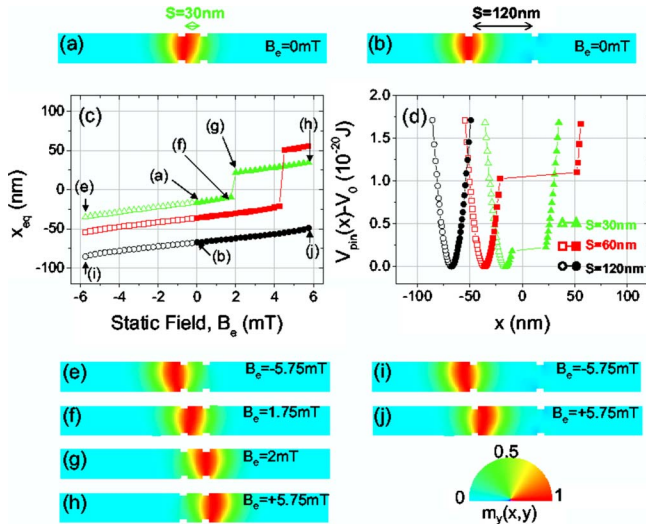 S=30nm
S=120nm
(a) B_e=0mT
(b) B_e=0mT
(c)
100
50
0
-50
-100
x_eq (nm)
(e)
(a)
(f)
(g)
(h)
(i)
(b)
(j)
-6 -4 -2 0 2 4 6
Static Field, B_e (mT)
(d)
2.0
1.5
1.0
0.5
0.0
V_pin(x)-V_0 (10^-20 J)
S=30nm
S=60nm
S=120nm
-100 -50 0 50 100
x (nm)
(e) B_e=-5.75mT
(f) B_e=1.75mT
(g) B_e=2mT
(h) B_e=+5.75mT
(i) B_e=-5.75mT
(j) B_e=+5.75mT
0.5
0 1
m_y(x,y)